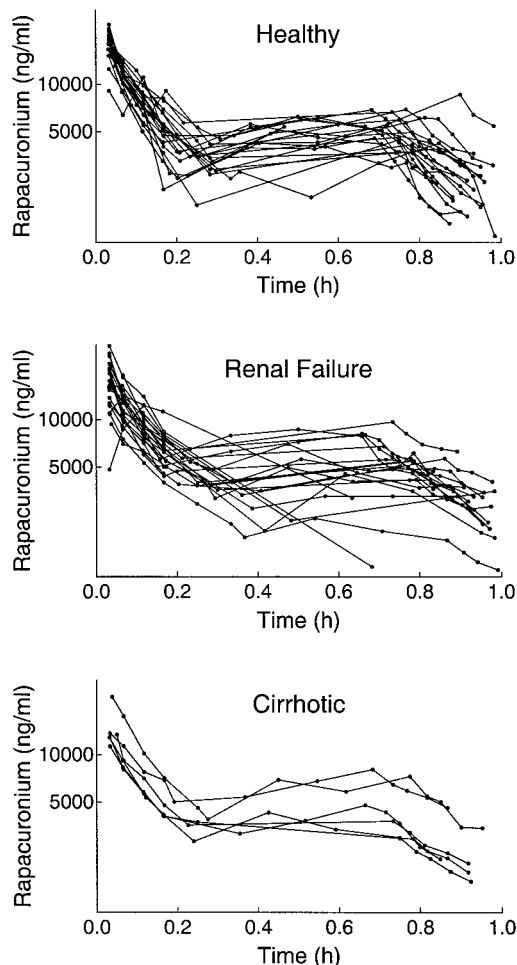 Healthy
Rapacuronium (ng/ml)
10000
5000
0.0 0.2 0.4 0.6 0.8 1.0
Time (h)
Renal Failure
Rapacuronium (ng/ml)
10000
5000
0.0 0.2 0.4 0.6 0.8 1.0
Time (h)
Cirrhotic
Rapacuronium (ng/ml)
10000
5000
0.0 0.2 0.4 0.6 0.8 1.0
Time (h)